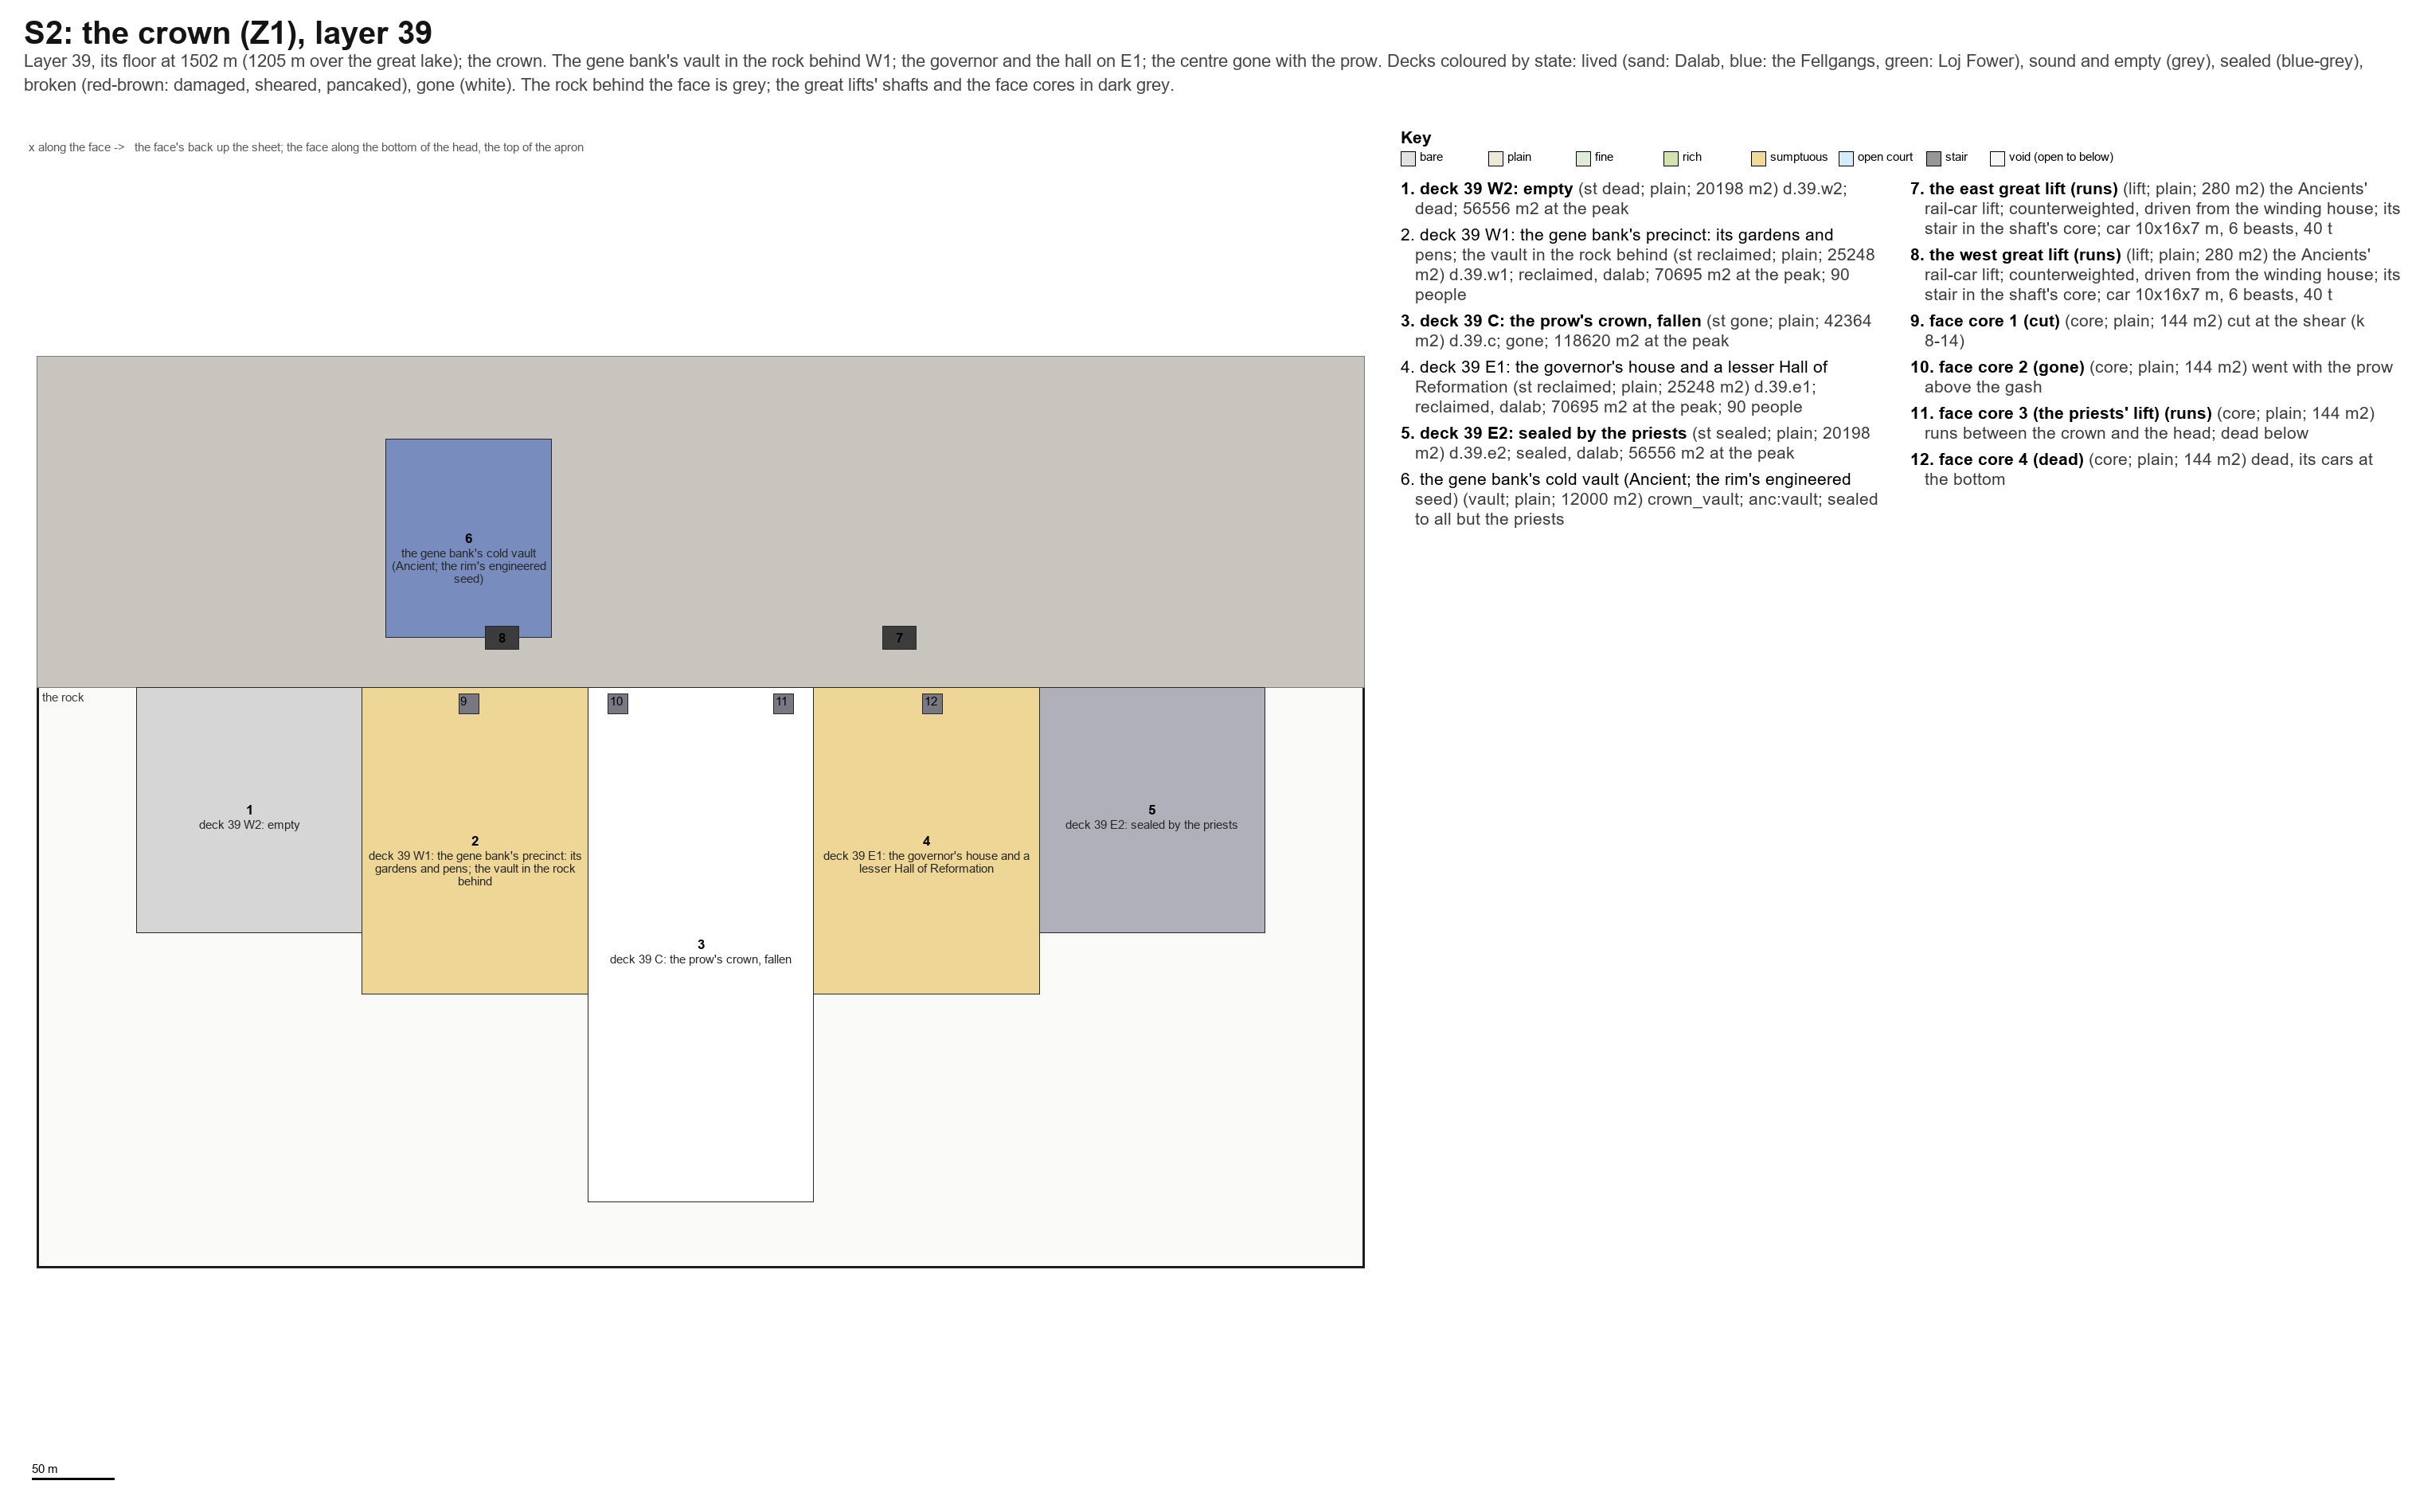 S2: the crown (Z1), layer 39
Layer 39, its floor at 1502 m (1205 m over the great lake); the crown. The gene bank's vault in the rock behind W1; the governor and the hall on E1; the centre gone with the prow. Decks coloured by state: lived (sand: Dalab, blue: the Fellgangs, green: Loj Fower), sound and empty (grey), sealed (blue-grey),
broken (red-brown: damaged, sheared, pancaked), gone (white). The rock behind the face is grey; the great lifts' shafts and the face cores in dark grey.
x along the face -> the face's back up the sheet; the face along the bottom of the head, the top of the apron
6
the gene bank's cold vault
(Ancient; the rim's engineered
seed)
8
7
the rock
9
10
11
12
1
deck 39 W2: empty
2
deck 39 W1: the gene bank's precinct: its
gardens and pens; the vault in the rock
behind
3
deck 39 C: the prow's crown, fallen
4
deck 39 E1: the governor's house and a
lesser Hall of Reformation
5
deck 39 E2: sealed by the priests
50 m
Key
bare
plain
fine
rich
sumptuous
open court
stair
void (open to below)
1. deck 39 W2: empty (st dead; plain; 20198 m2) d.39.w2;
dead; 56556 m2 at the peak
2. deck 39 W1: the gene bank's precinct: its gardens and
pens; the vault in the rock behind (st reclaimed; plain; 25248
m2) d.39.w1; reclaimed, dalab; 70695 m2 at the peak; 90
people
3. deck 39 C: the prow's crown, fallen (st gone; plain; 42364
m2) d.39.c; gone; 118620 m2 at the peak
4. deck 39 E1: the governor's house and a lesser Hall of
Reformation (st reclaimed; plain; 25248 m2) d.39.e1;
reclaimed, dalab; 70695 m2 at the peak; 90 people
5. deck 39 E2: sealed by the priests (st sealed; plain; 20198
m2) d.39.e2; sealed, dalab; 56556 m2 at the peak
6. the gene bank's cold vault (Ancient; the rim's engineered
seed) (vault; plain; 12000 m2) crown_vault; anc:vault; sealed
to all but the priests
7. the east great lift (runs) (lift; plain; 280 m2) the Ancients'
rail-car lift; counterweighted, driven from the winding house; its
stair in the shaft's core; car 10x16x7 m, 6 beasts, 40 t
8. the west great lift (runs) (lift; plain; 280 m2) the Ancients'
rail-car lift; counterweighted, driven from the winding house; its
stair in the shaft's core; car 10x16x7 m, 6 beasts, 40 t
9. face core 1 (cut) (core; plain; 144 m2) cut at the shear (k
8-14)
10. face core 2 (gone) (core; plain; 144 m2) went with the prow
above the gash
11. face core 3 (the priests' lift) (runs) (core; plain; 144 m2)
runs between the crown and the head; dead below
12. face core 4 (dead) (core; plain; 144 m2) dead, its cars at
the bottom